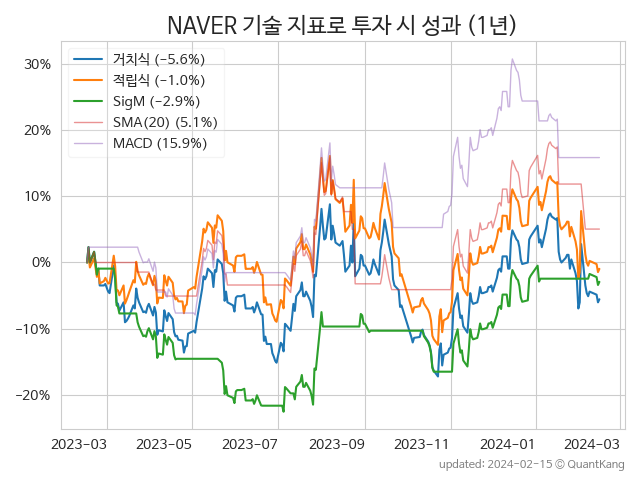 NAVER 기술 지표로 투자 시 성과 (1년)
거치식 (−5.6%)
적립식 (−1.0%)
SigM (−2.9%)
SMA(20) (5.1%)
MACD (15.9%)
30%
20%
10%
0%
−10%
−20%
2023-03 2023-05 2023-07 2023-09 2023-11 2024-01 2024-03
updated: 2024-02-15 © QuantKang